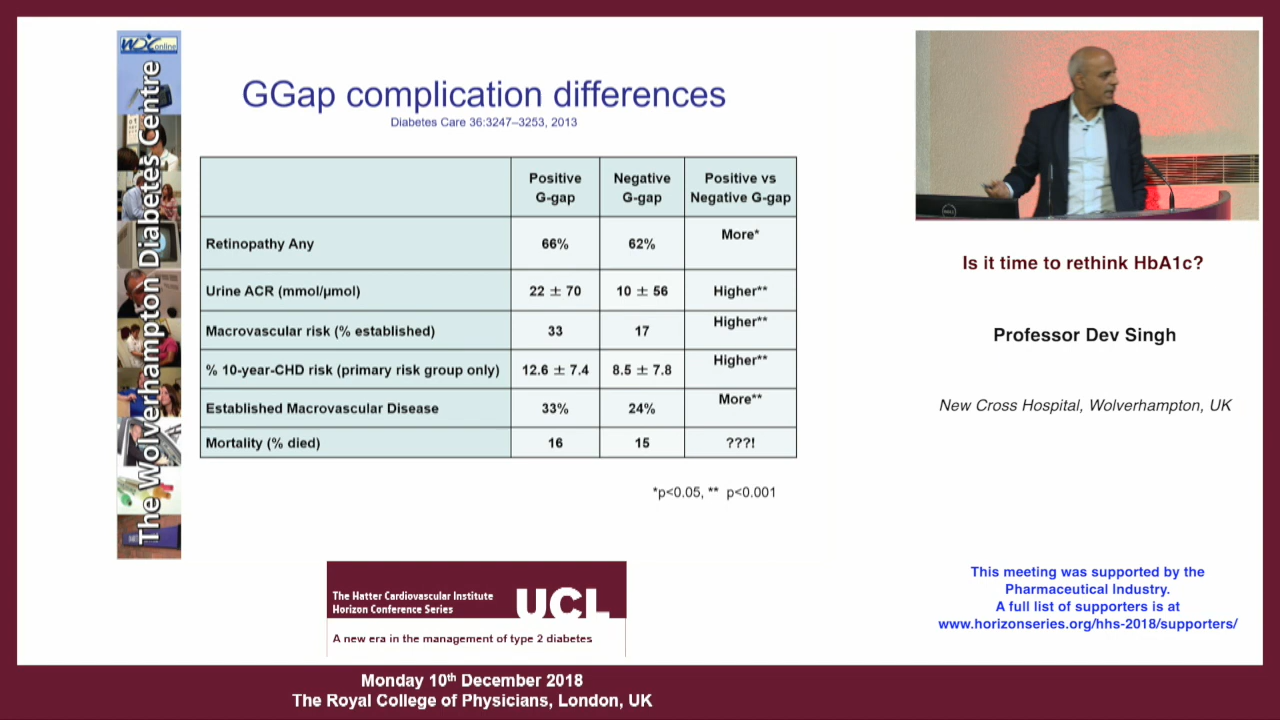 WDC online
The Wolverhampton Diabetes Centre
GGap complication differences
Diabetes Care 36:3247–3253, 2013
Positive G-gap Negative G-gap Positive vs Negative G-gap
Retinopathy Any 66% 62% More*
Urine ACR (mmol/µmol) 22 ± 70 10 ± 56 Higher**
Macrovascular risk (% established) 33 17 Higher**
% 10-year-CHD risk (primary risk group only) 12.6 ± 7.4 8.5 ± 7.8 Higher**
Established Macrovascular Disease 33% 24% More**
Mortality (% died) 16 15 ???!
*p<0.05, ** p<0.001
The Hatter Cardiovascular Institute
Horizon Conference Series
UCL
A new era in the management of type 2 diabetes
Is it time to rethink HbA1c?
Professor Dev Singh
New Cross Hospital, Wolverhampton, UK
This meeting was supported by the
Pharmaceutical Industry.
A full list of supporters is at
www.horizonseries.org/hhs-2018/supporters/
Monday 10th December 2018
The Royal College of Physicians, London, UK